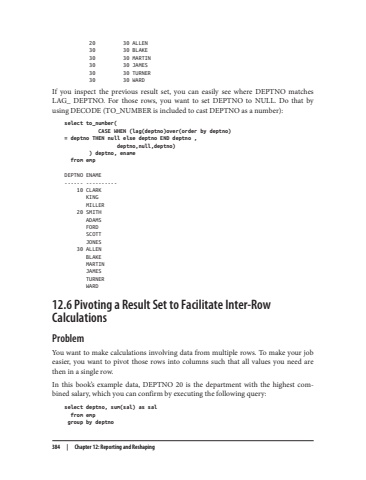 20 30 ALLEN
30 30 BLAKE
30 30 MARTIN
30 30 JAMES
30 30 TURNER
30 30 WARD
If you inspect the previous result set, you can easily see where DEPTNO matches
LAG_ DEPTNO. For those rows, you want to set DEPTNO to NULL. Do that by
using DECODE (TO_NUMBER is included to cast DEPTNO as a number):
select to_number(
CASE WHEN (lag(deptno)over(order by deptno)
= deptno THEN null else deptno END deptno ,
deptno,null,deptno)
) deptno, ename
from emp
DEPTNO ENAME
------ ----------
10 CLARK
KING
MILLER
20 SMITH
ADAMS
FORD
SCOTT
JONES
30 ALLEN
BLAKE
MARTIN
JAMES
TURNER
WARD
12.6 Pivoting a Result Set to Facilitate Inter-Row
Calculations
Problem
You want to make calculations involving data from multiple rows. To make your job
easier, you want to pivot those rows into columns such that all values you need are
then in a single row.
In this book's example data, DEPTNO 20 is the department with the highest com-
bined salary, which you can confirm by executing the following query:
select deptno, sum(sal) as sal
from emp
group by deptno
384 | Chapter 12: Reporting and Reshaping